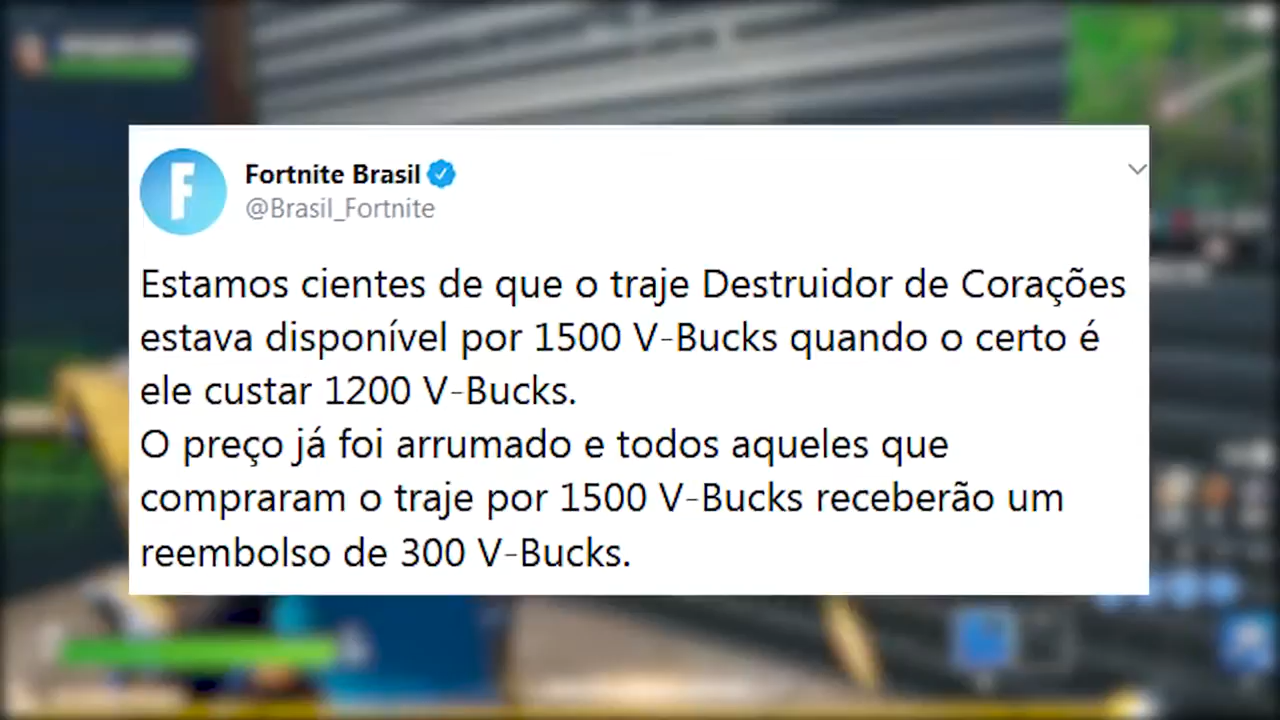 Fortnite Brasil
@Brasil_Fortnite
Estamos cientes de que o traje Destruidor de Corações
estava disponível por 1500 V-Bucks quando o certo é
ele custar 1200 V-Bucks.
O preço já foi arrumado e todos aqueles que
compraram o traje por 1500 V-Bucks receberão um
reembolso de 300 V-Bucks.